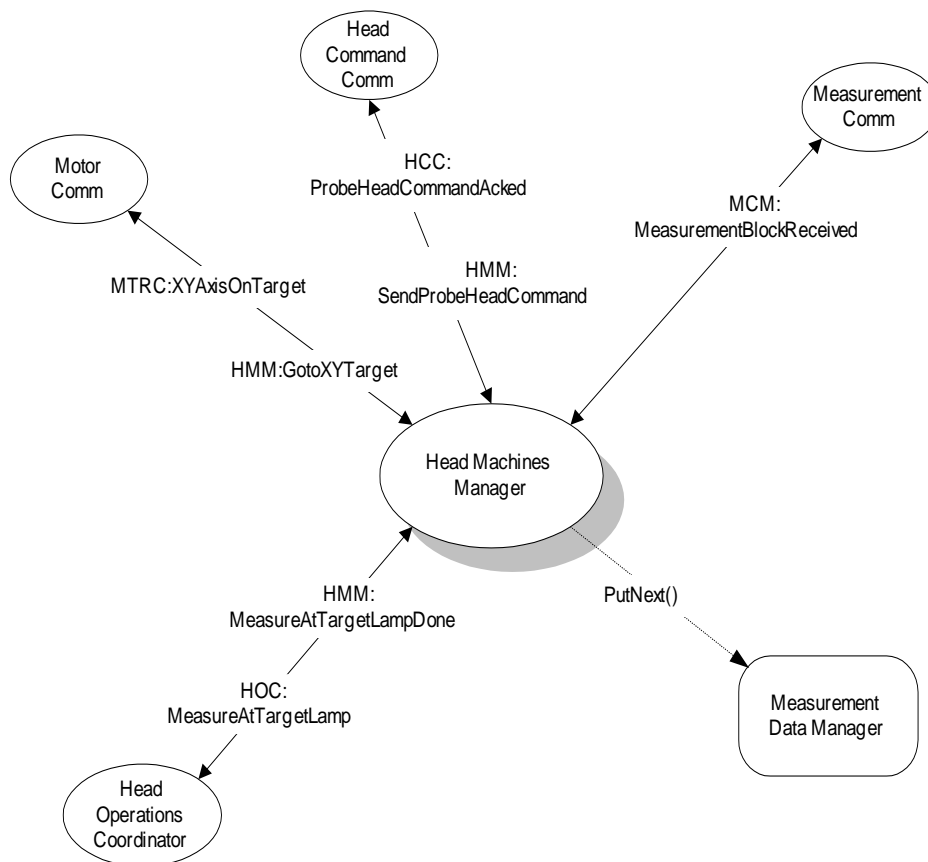 Head
Command
Comm
Measurement
Comm
Motor
Comm
HCC:
ProbeHeadCommandAcked
MCM:
MeasurementBlockReceived
HMM:
SendProbeHeadCommand
MTRC:XYAxisOnTarget
HMM:GotoXYTarget
Head Machines
Manager
HMM:
MeasureAtTargetLampDone
PutNext()
HOC:
MeasureAtTargetLamp
Measurement
Data Manager
Head
Operations
Coordinator